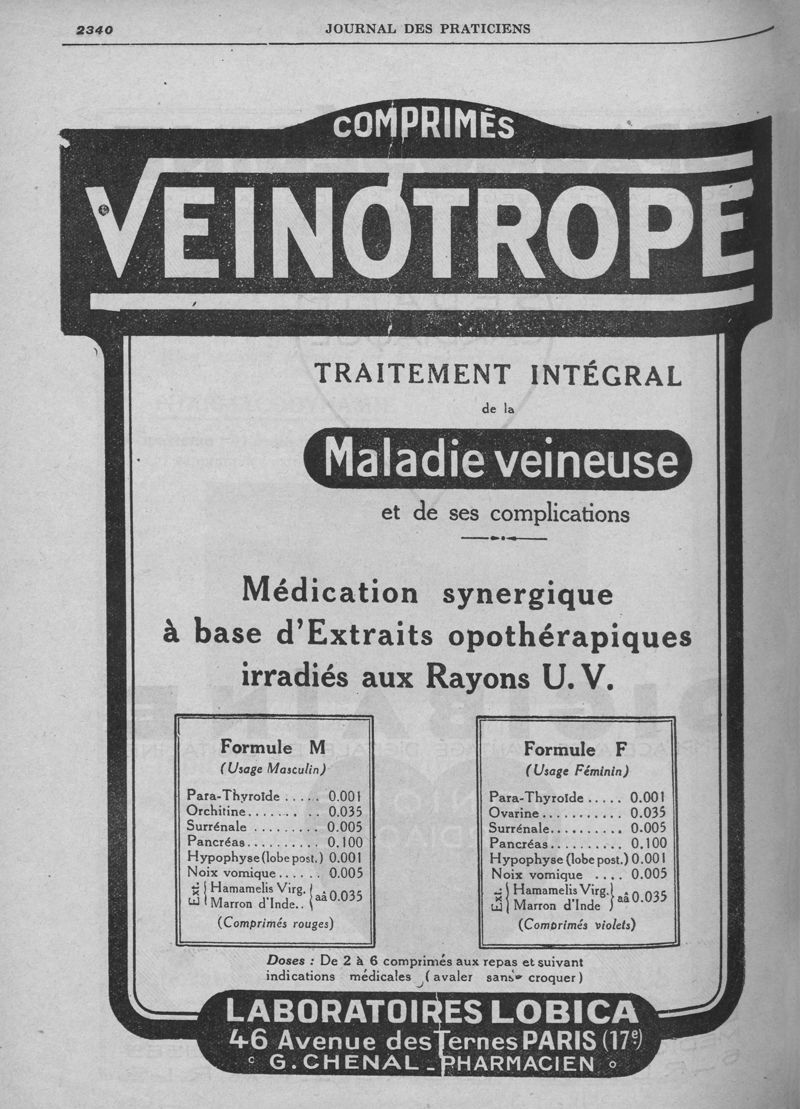 2340 JOURNAL DES PRATICIENS
COMPRIMÉS
VEINOTROPE
TRAITEMENT INTÉGRAL
de la
Maladie veineuse
et de ses complications
Médication synergique
à base d'Extraits opothérapiques
irradiés aux Rayons U. V.
Formule M
(Usage Masculin)
Para-Thyroïde ..... 0.001
Orchitine....... .. 0.035
Surrénale ......... 0.005
Pancréas.......... 0.100
Hypophyse (lobe post.) 0.001
Noix vomique ...... 0.005
Ext. { Hamamelis Virg. } āā 0.035
Marron d'Inde..
(Comprimés rouges)
Formule F
(Usage Féminin)
Para-Thyroïde ..... 0.001
Ovarine ........... 0.035
Surrénale.......... 0.005
Pancréas.......... 0.100
Hypophyse (lobe post.) 0.001
Noix vomique .... 0.005
Ext. { Hamamelis Virg. } āā 0.035
Marron d'Inde
(Comprimés violets)
Doses : De 2 à 6 comprimés aux repas et suivant
indications médicales (avaler sans croquer)
LABORATOIRES LOBICA
46 Avenue des Ternes PARIS (17e)
G. CHENAL - PHARMACIEN